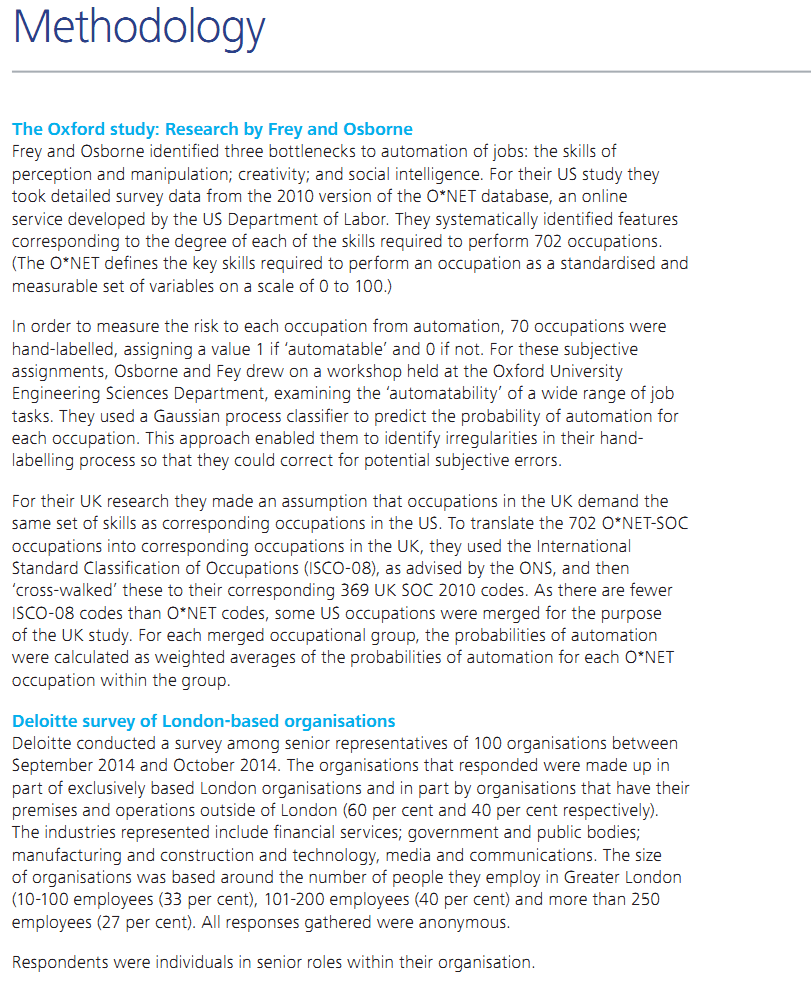 Methodology
The Oxford study: Research by Frey and Osborne
Frey and Osborne identified three bottlenecks to automation of jobs: the skills of
perception and manipulation; creativity; and social intelligence. For their US study they
took detailed survey data from the 2010 version of the O*NET database, an online
service developed by the US Department of Labor. They systematically identified features
corresponding to the degree of each of the skills required to perform 702 occupations.
(The O*NET defines the key skills required to perform an occupation as a standardised and
measurable set of variables on a scale of 0 to 100.)
In order to measure the risk to each occupation from automation, 70 occupations were
hand-labelled, assigning a value 1 if ‘automatable’ and 0 if not. For these subjective
assignments, Osborne and Fey drew on a workshop held at the Oxford University
Engineering Sciences Department, examining the ‘automatability’ of a wide range of job
tasks. They used a Gaussian process classifier to predict the probability of automation for
each occupation. This approach enabled them to identify irregularities in their hand-
labelling process so that they could correct for potential subjective errors.
For their UK research they made an assumption that occupations in the UK demand the
same set of skills as corresponding occupations in the US. To translate the 702 O*NET-SOC
occupations into corresponding occupations in the UK, they used the International
Standard Classification of Occupations (ISCO-08), as advised by the ONS, and then
‘cross-walked’ these to their corresponding 369 UK SOC 2010 codes. As there are fewer
ISCO-08 codes than O*NET codes, some US occupations were merged for the purpose
of the UK study. For each merged occupational group, the probabilities of automation
were calculated as weighted averages of the probabilities of automation for each O*NET
occupation within the group.
Deloitte survey of London-based organisations
Deloitte conducted a survey among senior representatives of 100 organisations between
September 2014 and October 2014. The organisations that responded were made up in
part of exclusively based London organisations and in part by organisations that have their
premises and operations outside of London (60 per cent and 40 per cent respectively).
The industries represented include financial services; government and public bodies;
manufacturing and construction and technology, media and communications. The size
of organisations was based around the number of people they employ in Greater London
(10-100 employees (33 per cent), 101-200 employees (40 per cent) and more than 250
employees (27 per cent). All responses gathered were anonymous.
Respondents were individuals in senior roles within their organisation.